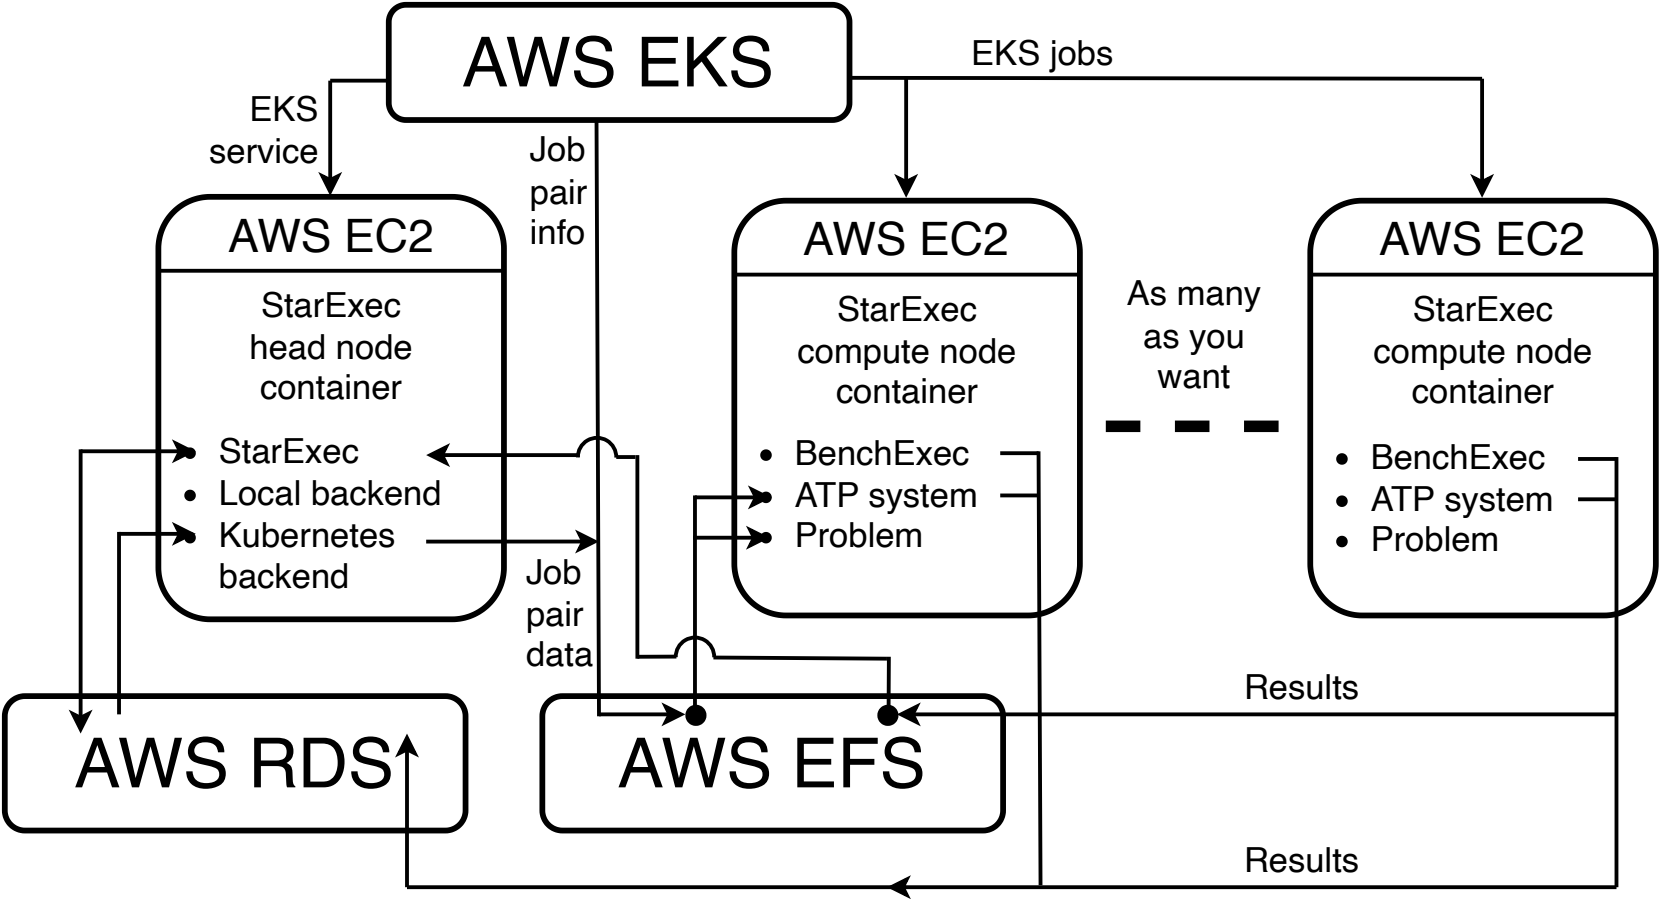 AWS EKS
EKS jobs
EKS
service
Job
pair
info
AWS EC2
StarExec
head node
container
• StarExec
• Local backend
• Kubernetes
backend
AWS EC2
StarExec
compute node
container
• BenchExec
• ATP system
• Problem
As many
as you
want
AWS EC2
StarExec
compute node
container
• BenchExec
• ATP system
• Problem
Job
pair
data
Results
AWS RDS
AWS EFS
Results